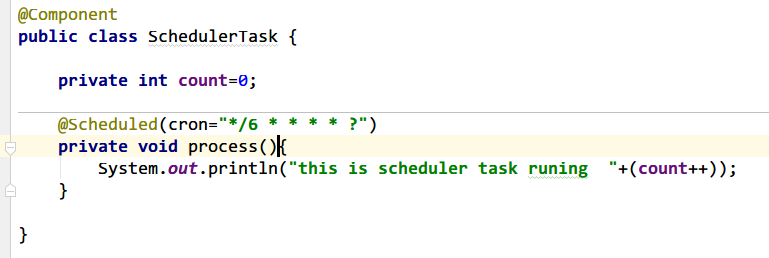 @Component
public class SchedulerTask {
private int count=0;
@Scheduled(cron="*/6 * * * * ?")
private void process(){
System.out.println("this is scheduler task runing  "+(count++));
}
}